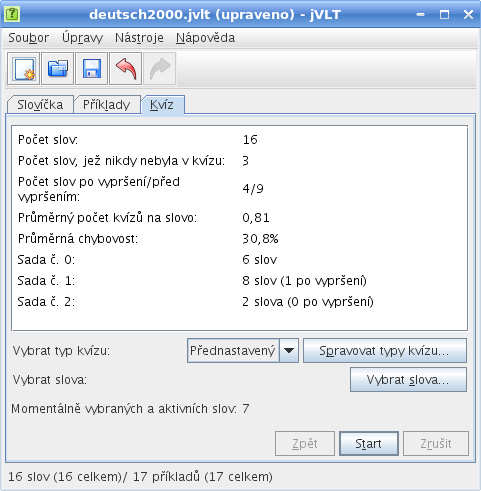 deutsch2000.jvlt (upraveno) - jVLT
Soubor Úpravy Nástroje Nápověda
Slovíčka Příklady Kvíz
Počet slov: 16
Počet slov, jež nikdy nebyla v kvízu: 3
Počet slov po vypršení/před
vypršením: 4/9
Průměrný počet kvízů na slovo: 0,81
Průměrná chybovost: 30,8%
Sada č. 0: 6 slov
Sada č. 1: 8 slov (1 po vypršení)
Sada č. 2: 2 slova (0 po vypršení)
Vybrat typ kvízu: Přednastavený Spravovat typy kvízu...
Vybrat slova: Vybrat slova...
Momentálně vybraných a aktivních slov: 7
Zpět Start Zrušit
16 slov (16 celkem)/ 17 příkladů (17 celkem)